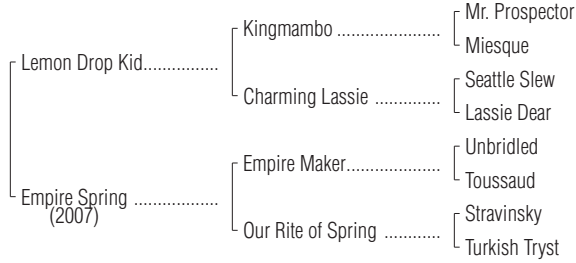 Mr. Prospector
Kingmambo ......................
Miesque
Lemon Drop Kid................
Seattle Slew
Charming Lassie ..............
Lassie Dear
Unbridled
Empire Maker....................
Toussaud
Empire Spring ..................
(2007)
Stravinsky
Our Rite of Spring ............
Turkish Tryst